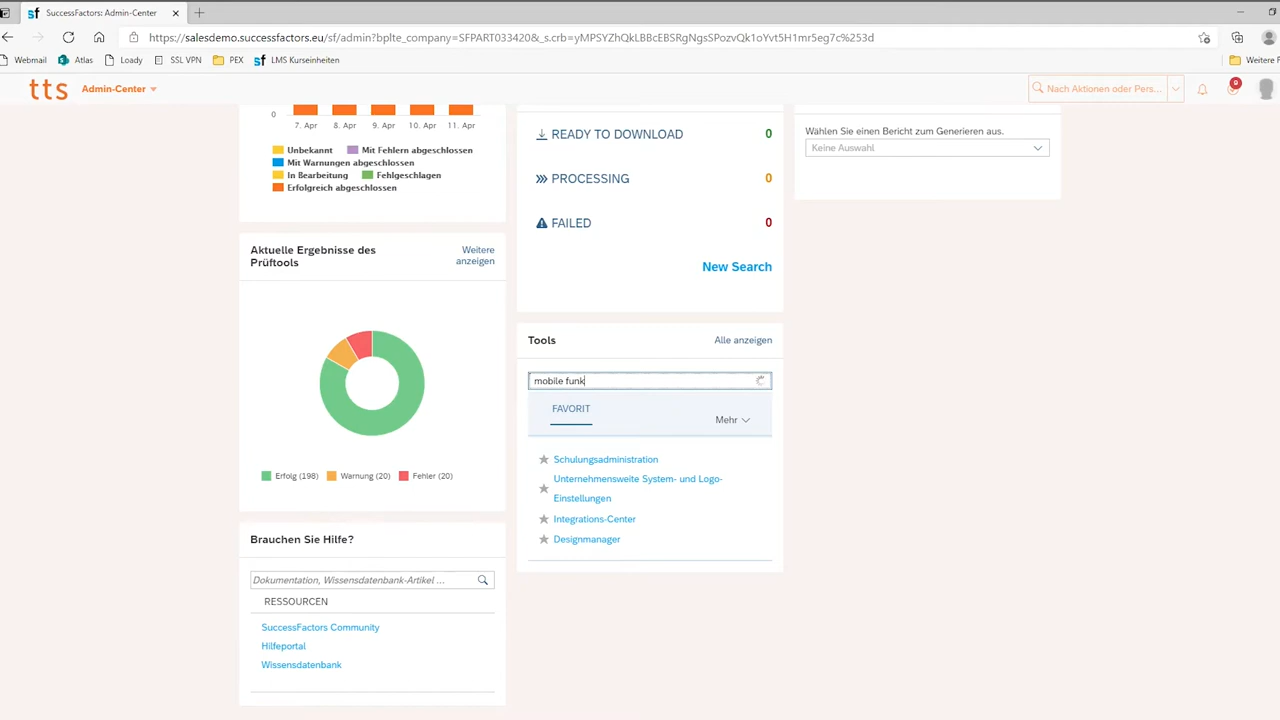 SuccessFactors: Admin-Center
https://salesdemo.successfactors.eu/sf/admin?bplte_company=SFPART033420&_s.crb=yMPSYZhQkLBBcEBSRgNgsSPozvQk1oYvt5H1mr5eg7c%253d
Webmail
Atlas
Loady
SSL VPN
PEX
LMS Kurseinheiten
Weitere F
tts
Admin-Center
Nach Aktionen oder Pers...
0
7. Apr
8. Apr
9. Apr
10. Apr
11. Apr
Unbekannt
Mit Fehlern abgeschlossen
Mit Warnungen abgeschlossen
In Bearbeitung
Fehlgeschlagen
Erfolgreich abgeschlossen
Aktuelle Ergebnisse des
Prüftools
Weitere
anzeigen
Erfolg (198)
Warnung (20)
Fehler (20)
Brauchen Sie Hilfe?
Dokumentation, Wissensdatenbank-Artikel ...
RESSOURCEN
SuccessFactors Community
Hilfeportal
Wissensdatenbank
READY TO DOWNLOAD 0
PROCESSING 0
FAILED 0
New Search
Tools
Alle anzeigen
mobile funk
FAVORIT
Mehr
Schulungsadministration
Unternehmensweite System- und Logo-
Einstellungen
Integrations-Center
Designmanager
Wählen Sie einen Bericht zum Generieren aus.
Keine Auswahl